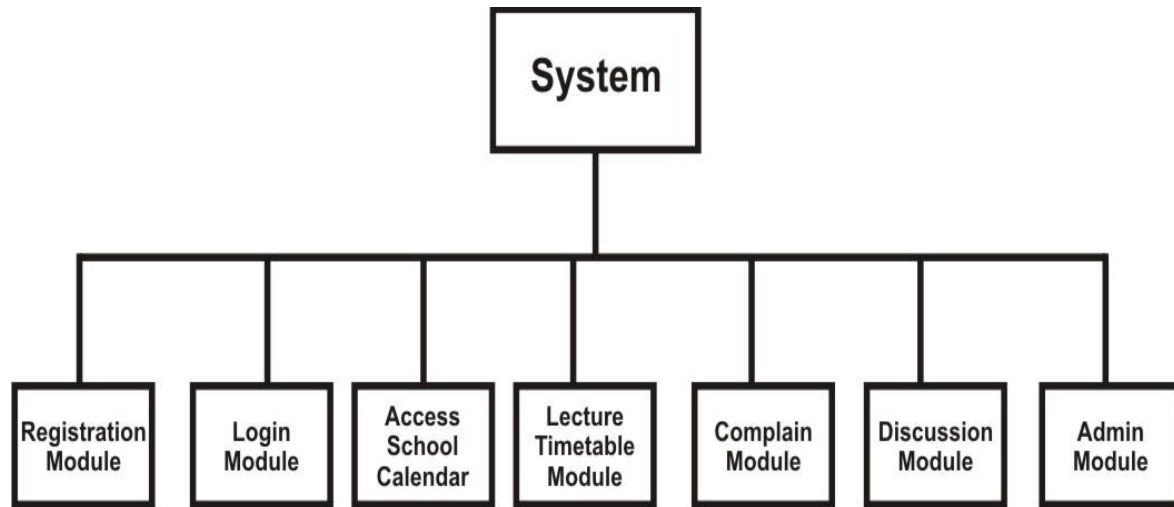 System
Registration
Module
Login
Module
Access
School
Calendar
Lecture
Timetable
Module
Complain
Module
Discussion
Module
Admin
Module